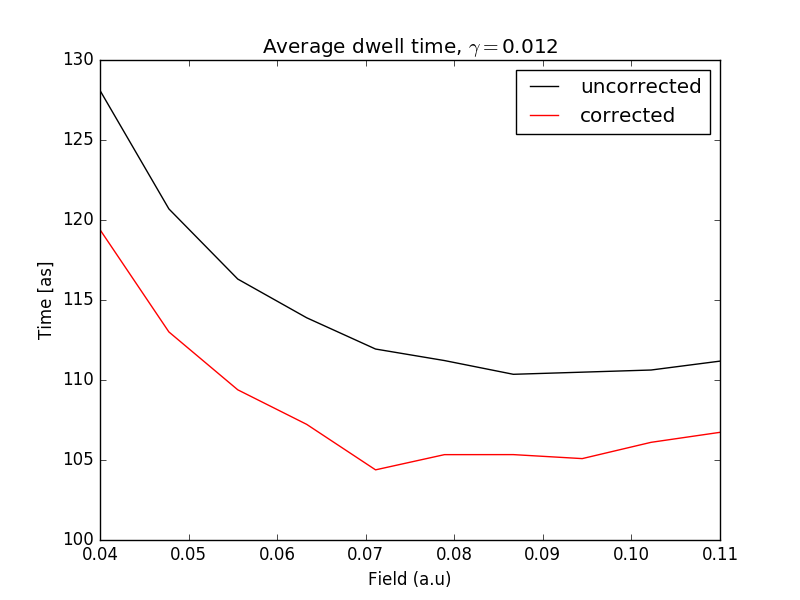 Average dwell time, γ = 0.012
uncorrected
corrected
130
125
120
115
110
105
100
Time [as]
0.04 0.05 0.06 0.07 0.08 0.09 0.10 0.11
Field (a.u)